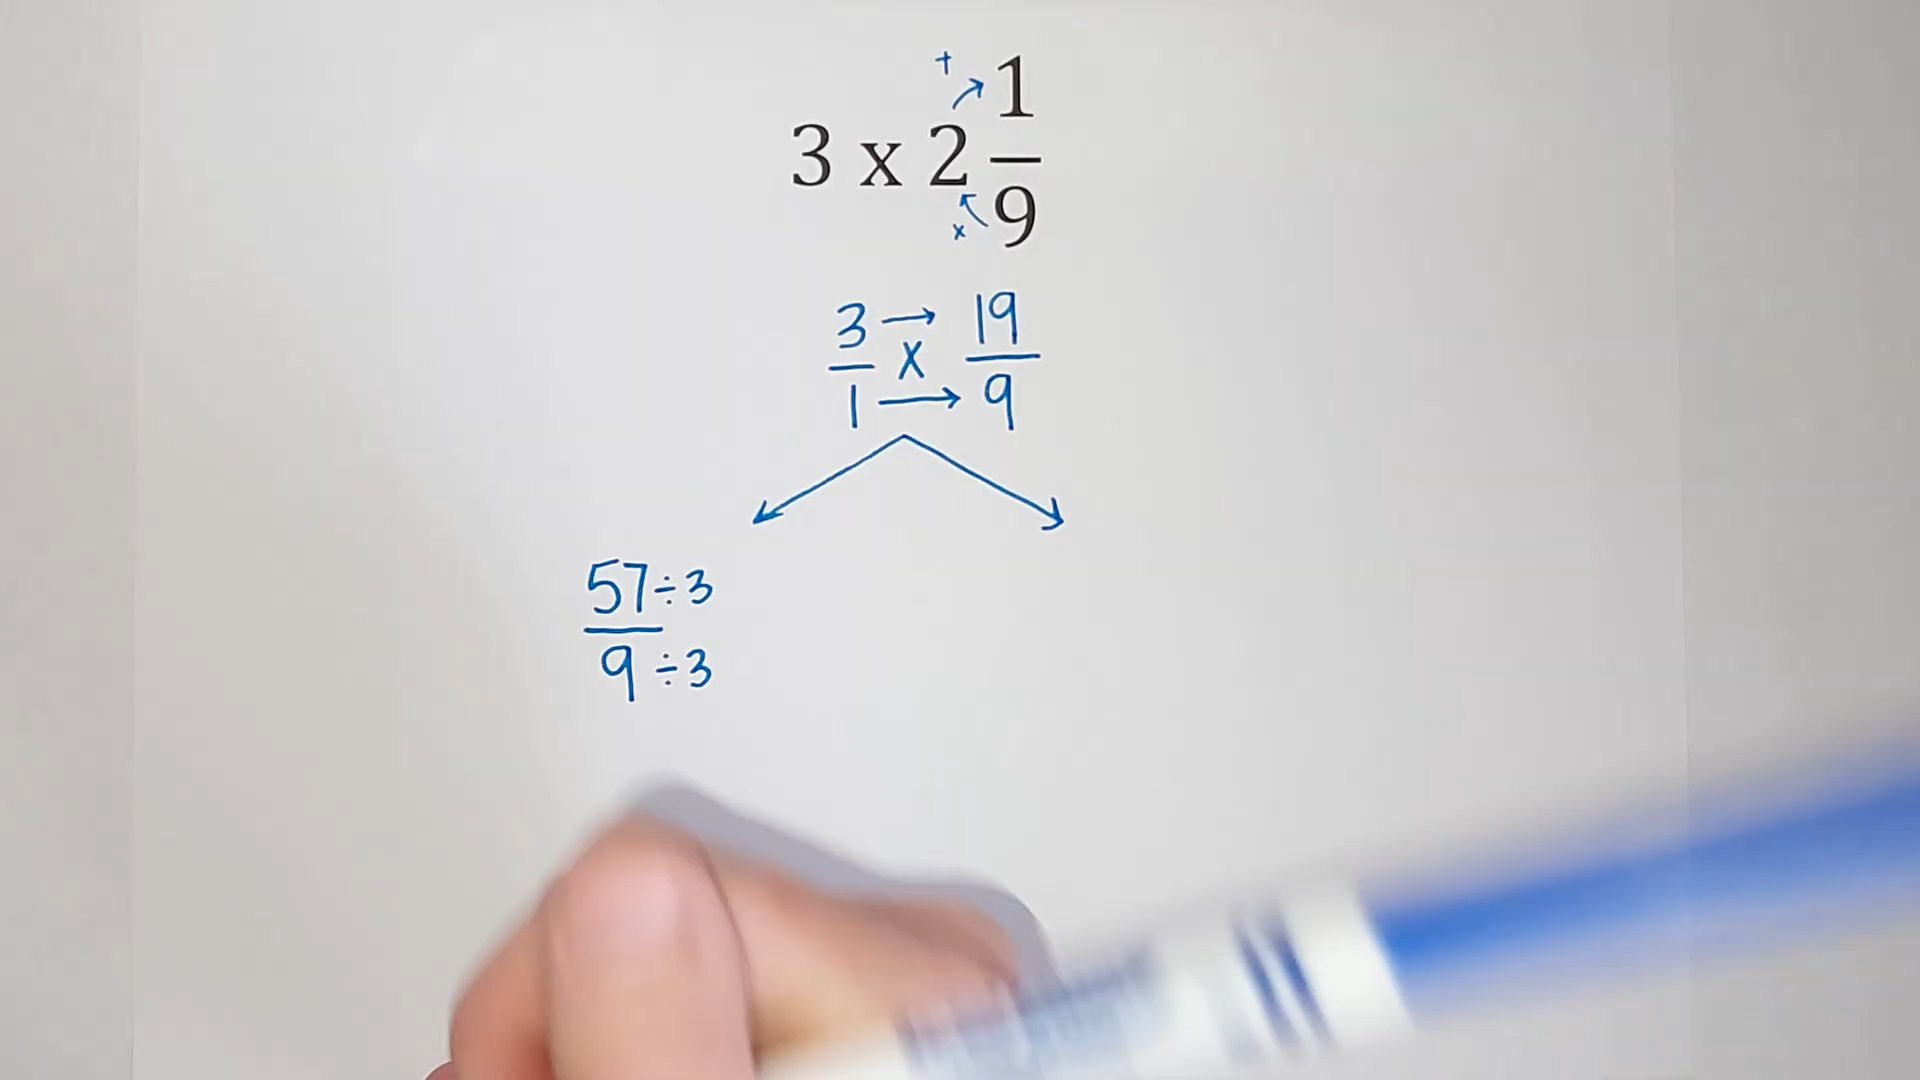 3 x 2 1/9
+
x
3/1 → x → 19/9
57 ÷ 3
9 ÷ 3